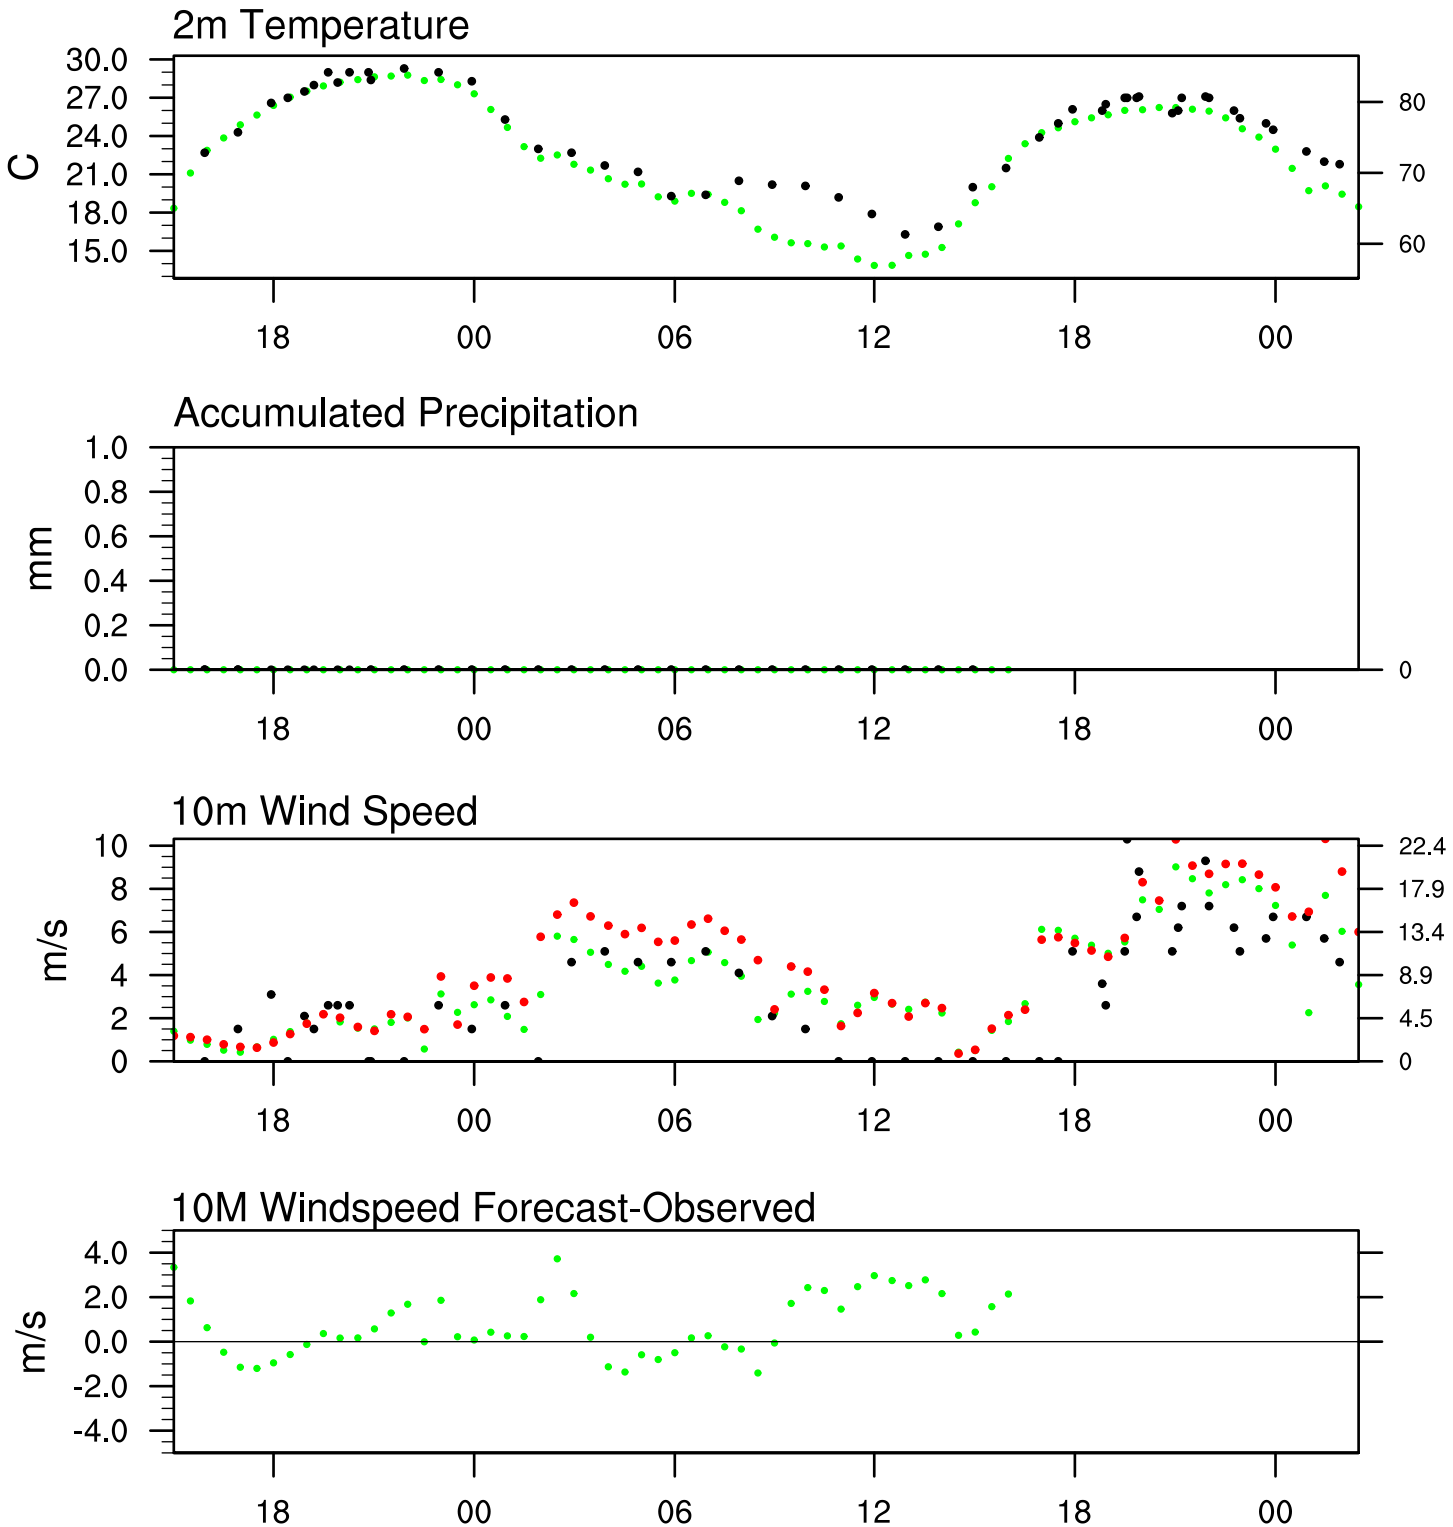 2m Temperature
30.0
27.0
24.0
21.0
18.0
15.0
C
80
70
60
18 00 06 12 18 00
Accumulated Precipitation
1.0
0.8
0.6
0.4
0.2
0.0
mm
0
18 00 06 12 18 00
10m Wind Speed
10
8
6
4
2
0
m/s
22.4
17.9
13.4
8.9
4.5
0
18 00 06 12 18 00
10M Windspeed Forecast-Observed
4.0
2.0
0.0
-2.0
-4.0
m/s
18 00 06 12 18 00